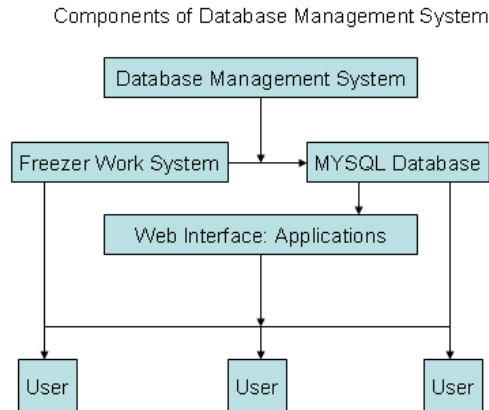 Components of Database Management System
Database Management System
Freezer Work System
MYSQL Database
Web Interface: Applications
User
User
User